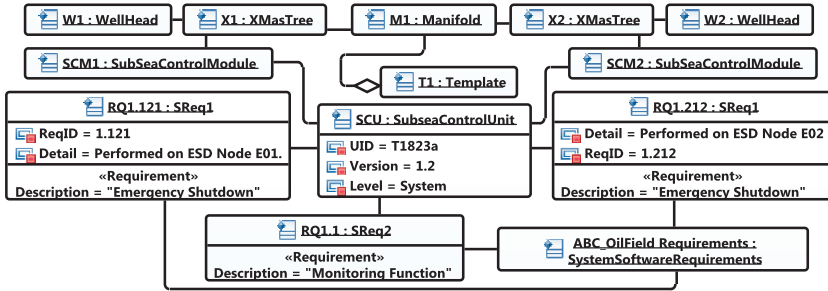 W1 : WellHead
X1 : XMasTree
M1 : Manifold
X2 : XMasTree
W2 : WellHead
SCM1 : SubSeaControlModule
SCM2 : SubSeaControlModule
T1 : Template
RQ1.121 : SReq1
ReqID = 1.121
Detail = Performed on ESD Node E01.
«Requirement»
Description = "Emergency Shutdown"
SCU : SubseaControlUnit
UID = T1823a
Version = 1.2
Level = System
RQ1.212 : SReq1
Detail = Performed on ESD Node E02
ReqID = 1.212
«Requirement»
Description = "Emergency Shutdown"
RQ1.1 : SReq2
«Requirement»
Description = "Monitoring Function"
ABC_OilField Requirements :
SystemSoftwareRequirements